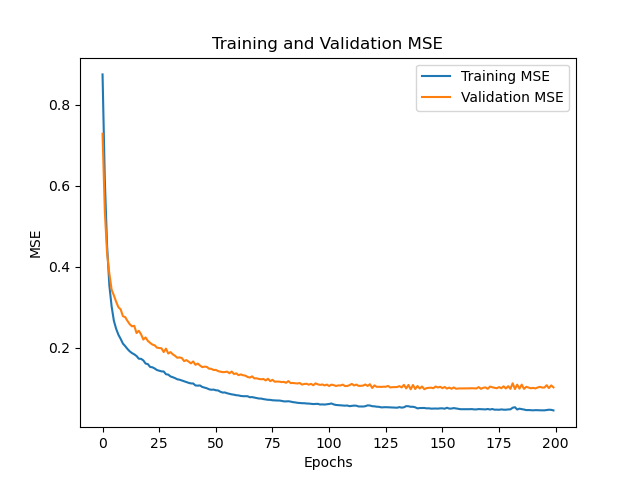 Training and Validation MSE
Training MSE
Validation MSE
MSE
0.8
0.6
0.4
0.2
0 25 50 75 100 125 150 175 200
Epochs